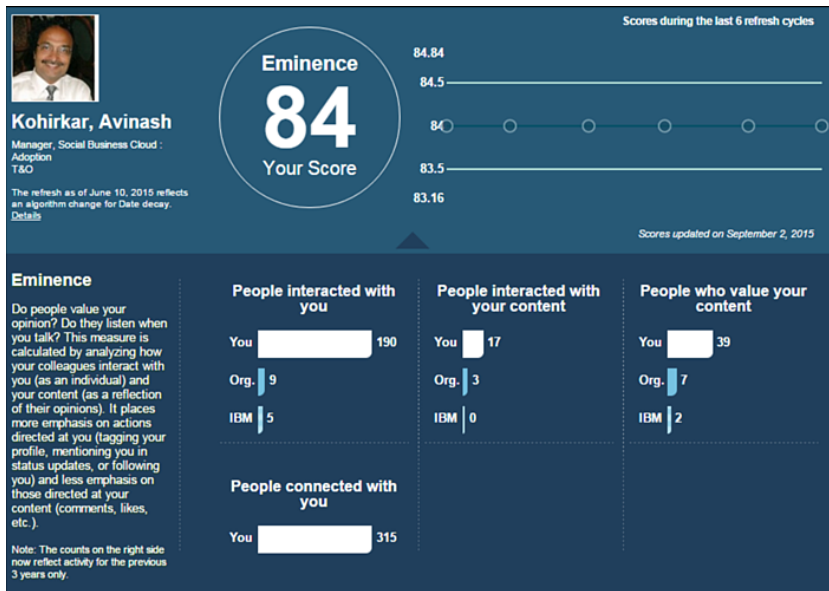 Kohirkar, Avinash
Manager, Social Business Cloud :
Adoption
T&O
The refresh as of June 10, 2015 reflects
an algorithm change for Date decay.
Details
Eminence
84
Your Score
Scores during the last 6 refresh cycles
84.84
84.5
84
83.5
83.16
Scores updated on September 2, 2015
Eminence
Do people value your
opinion? Do they listen when
you talk? This measure is
calculated by analyzing how
your colleagues interact with
you (as an individual) and
your content (as a reflection
of their opinions). It places
more emphasis on actions
directed at you (tagging your
profile, mentioning you in
status updates, or following
you) and less emphasis on
those directed at your
content (comments, likes,
etc.).
Note: The counts on the right side
now reflect activity for the previous
3 years only.
People interacted with
you
You 190
Org. 9
IBM 5
People interacted with
your content
You 17
Org. 3
IBM 0
People who value your
content
You 39
Org. 7
IBM 2
People connected with
you
You 315